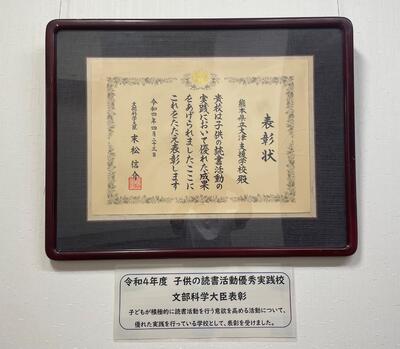 表彰状
熊本県立大津支援学校殿
貴校は子供の読書活動の
実践において優れた成果
をあげられましたここに
これをたたえ表彰します
令和四年四月二十三日
文部科学大臣 末松信介
令和4年度 子供の読書活動優秀実践校
文部科学大臣表彰
子どもが積極的に読書活動を行う意欲を高める活動について、
優れた実践を行っている学校として、表彰を受けました。